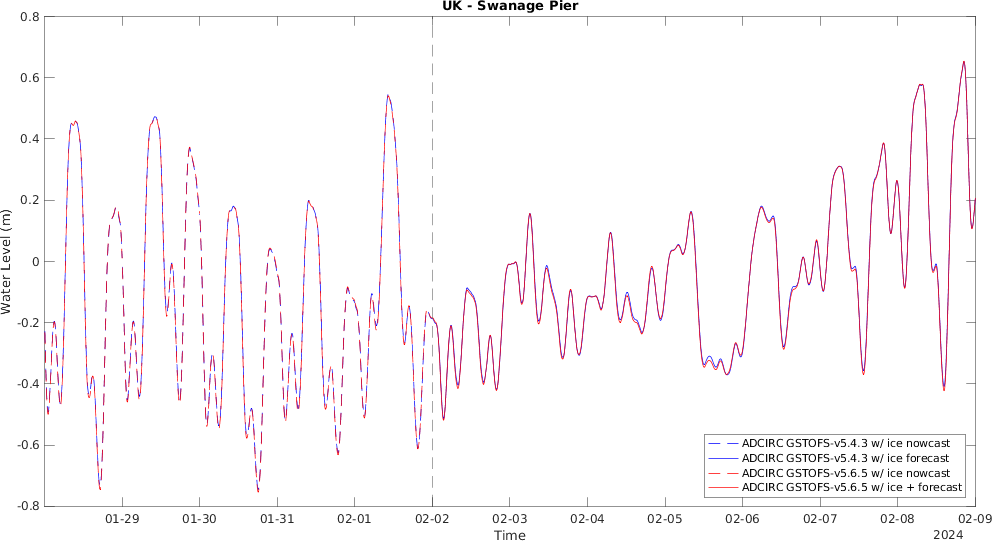 UK - Swanage Pier
0.8
0.6
0.4
0.2
0
-0.2
-0.4
-0.6
-0.8
Water Level (m)
01-29 01-30 01-31 02-01 02-02 02-03 02-04 02-05 02-06 02-07 02-08 02-09
Time
2024
ADCIRC GSTOFS-v5.4.3 w/ ice nowcast
ADCIRC GSTOFS-v5.4.3 w/ ice forecast
ADCIRC GSTOFS-v5.6.5 w/ ice nowcast
ADCIRC GSTOFS-v5.6.5 w/ ice + forecast